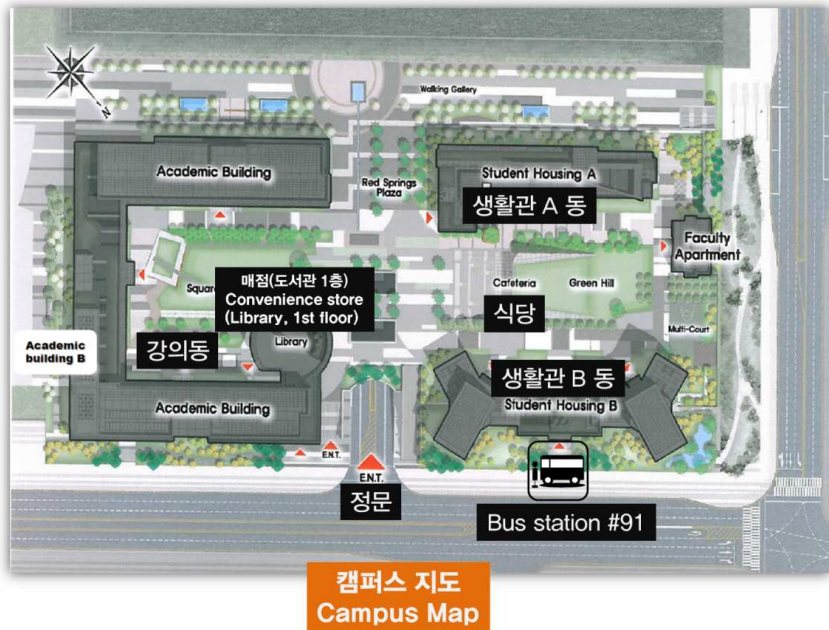 N
Walking Gallery
Academic Building
Red Springs
Plaza
Student Housing A
생활관 A 동
Faculty
Apartment
매점(도서관 1층)
Convenience store
(Library, 1st floor)
Square
Cafeteria
Green Hill
식당
Multi-Court
Academic
building B
강의동
Library
생활관 B 동
Academic Building
Student Housing B
E.N.T.
E.N.T.
정문
Bus station #91
캠퍼스 지도
Campus Map